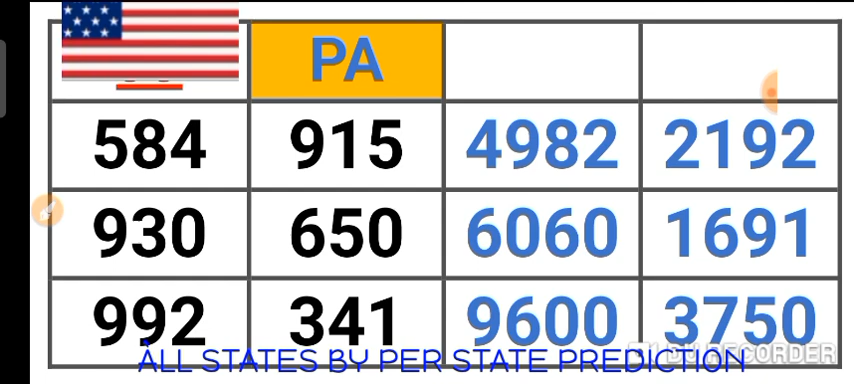 PA
584 915 4982 2192
930 650 6060 1691
992 341 9600 3750
ALL STATES BY PER STATE PREDICTION
RECORDER